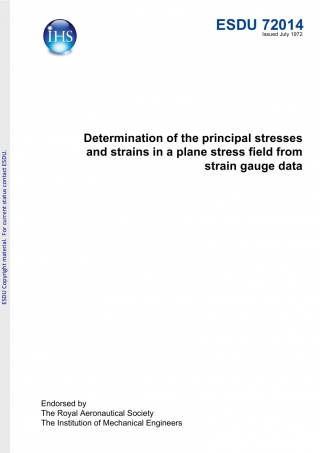 IHS
ESDU 72014
Issued July 1972
Determination of the principal stresses
and strains in a plane stress field from
strain gauge data
ESDU Copyright material. For current status contact ESDU.
Endorsed by
The Royal Aeronautical Society
The Institution of Mechanical Engineers